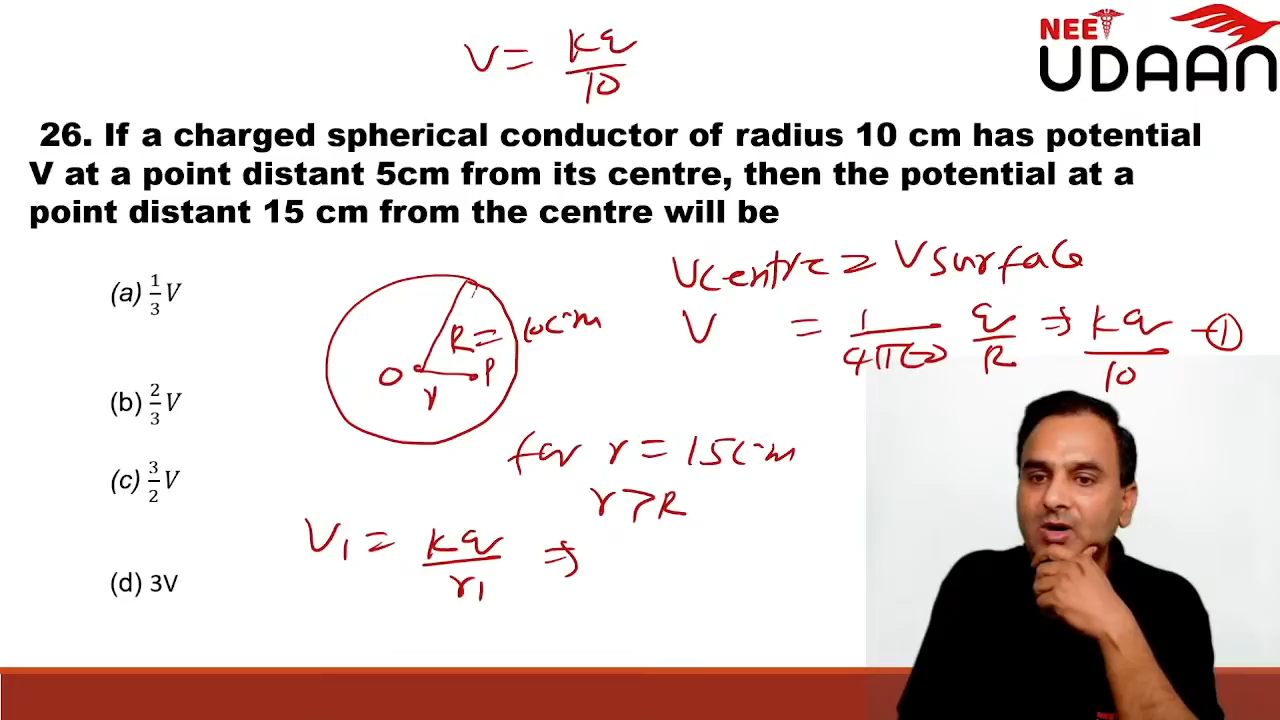 V = kq/10
NEET
UDAAN
26. If a charged spherical conductor of radius 10 cm has potential
V at a point distant 5cm from its centre, then the potential at a
point distant 15 cm from the centre will be
Vcentre = Vsurface
(a) 1/3 V
V = 1/4π∈0 q/R ⇒ kq/10 —①
R = 10cm
O r P
(b) 2/3 V
for r = 15cm
(c) 3/2 V
r > R
V1 = kq/r1 ⇒
(d) 3V